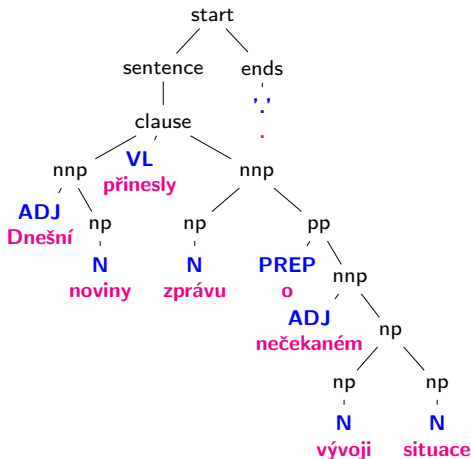 start
sentence ends
'.'
clause .
nnp VL nnp
přinesly
ADJ np np pp
Dnešní
N N PREP nnp
noviny zprávu o
ADJ np
nečekaném
np np
N N
vývoji situace